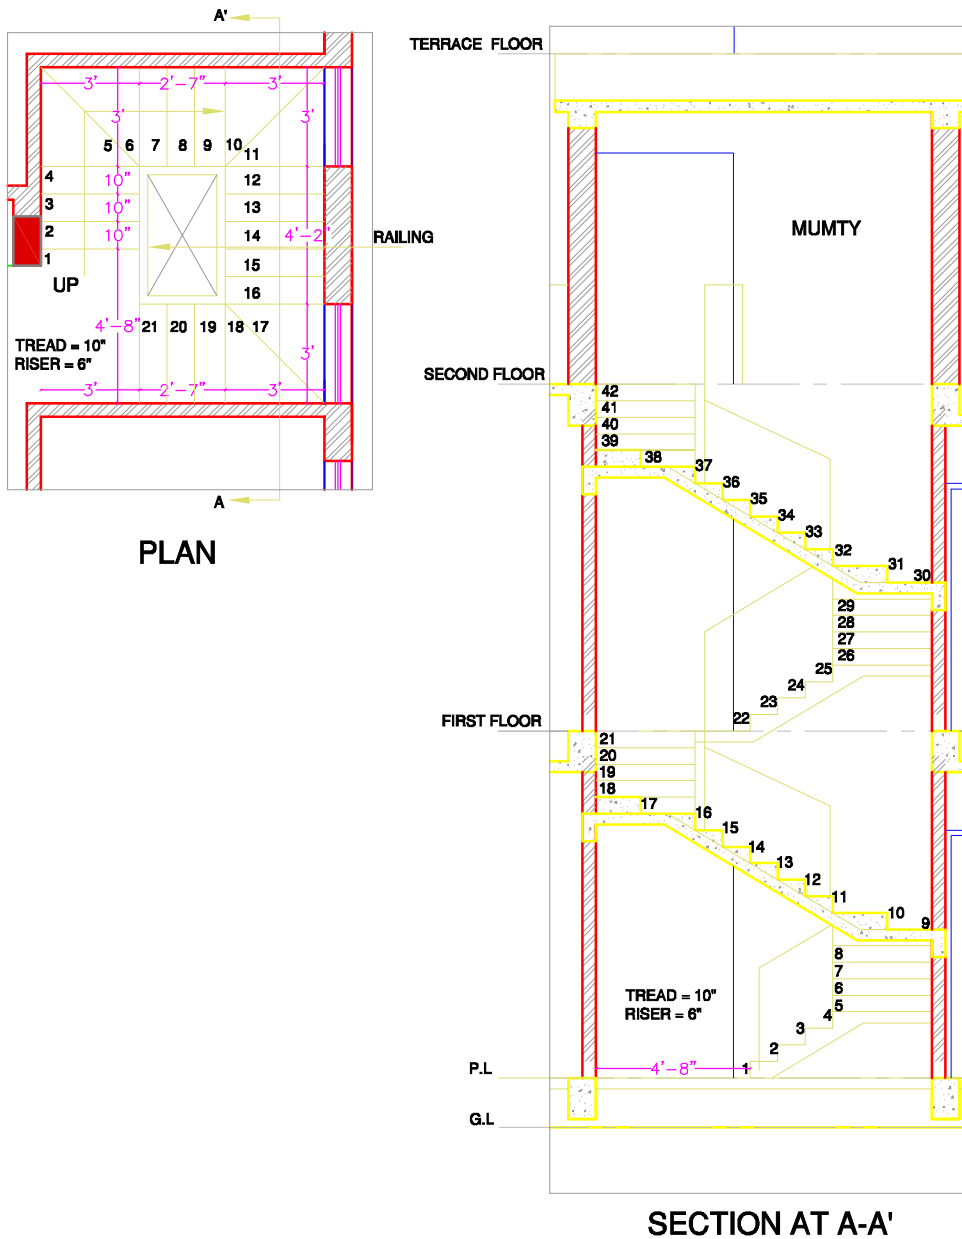 A'
3' 2'-7" 3'
3' 3'
5 6 7 8 9 10
11
4 10" 12
3 10" 13
2 10" 14 4'-2" RAILING
1 15
UP 16
4'-8" 21 20 19 18 17
TREAD = 10"
RISER = 6"
3'
3' 2'-7" 3'
A
PLAN
TERRACE FLOOR
MUMTY
SECOND FLOOR
42
41
40
39
38
37
36
35
34
33
32
31
30
29
28
27
26
25
24
23
22
FIRST FLOOR
21
20
19
18
17
16
15
14
13
12
11
10
9
8
7
6
5
4
3
2
1
TREAD = 10"
RISER = 6"
4'-8"
P.L
G.L
SECTION AT A-A'